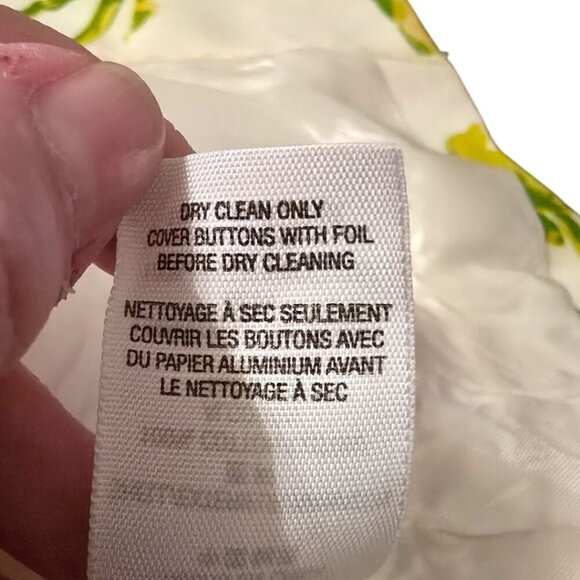 DRY CLEAN ONLY
COVER BUTTONS WITH FOIL
BEFORE DRY CLEANING
NETTOYAGE À SEC SEULEMENT
COUVRIR LES BOUTONS AVEC
DU PAPIER ALUMINIUM AVANT
LE NETTOYAGE À SEC